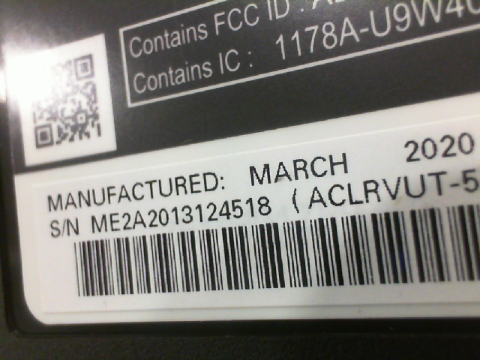 Contains FCC ID :
Contains IC : 1178A-U9W4
MANUFACTURED: MARCH 2020
S/N ME2A2013124518 (ACLRVUT-5